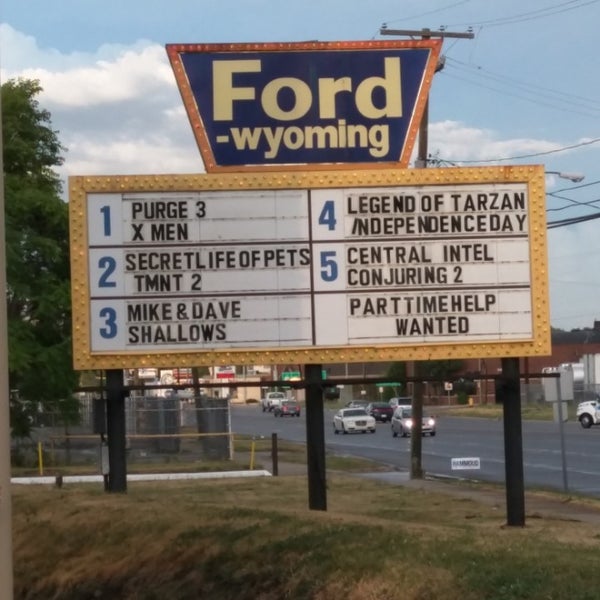 Ford
-wyoming
1 PURGE 3
X MEN
2 SECRET LIFE OF PETS
TMNT 2
3 MIKE & DAVE
SHALLOWS
4 LEGEND OF TARZAN
INDEPENDENCE DAY
5 CENTRAL INTEL
CONJURING 2
PART TIME HELP
WANTED
HAMMOUD